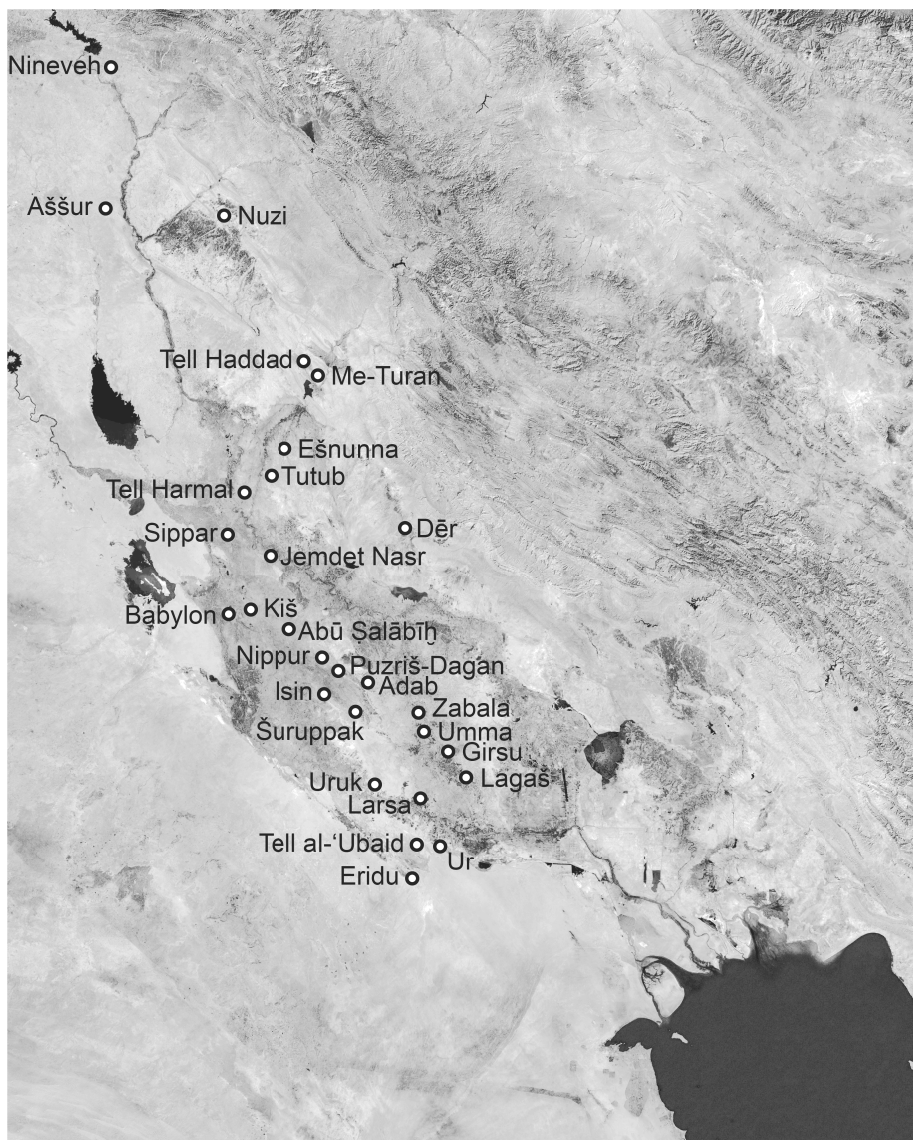 Nineveh
Aššur
Nuzi
Tell Haddad
Me-Turan
Ešnunna
Tutub
Tell Harmal
Dēr
Sippar
Jemdet Nasr
Kiš
Babylon
Abū Ṣalābīḫ
Nippur
Puzriš-Dagan
Adab
Isin
Zabala
Šuruppak
Umma
Girsu
Lagaš
Uruk
Larsa
Tell al-‘Ubaid
Ur
Eridu